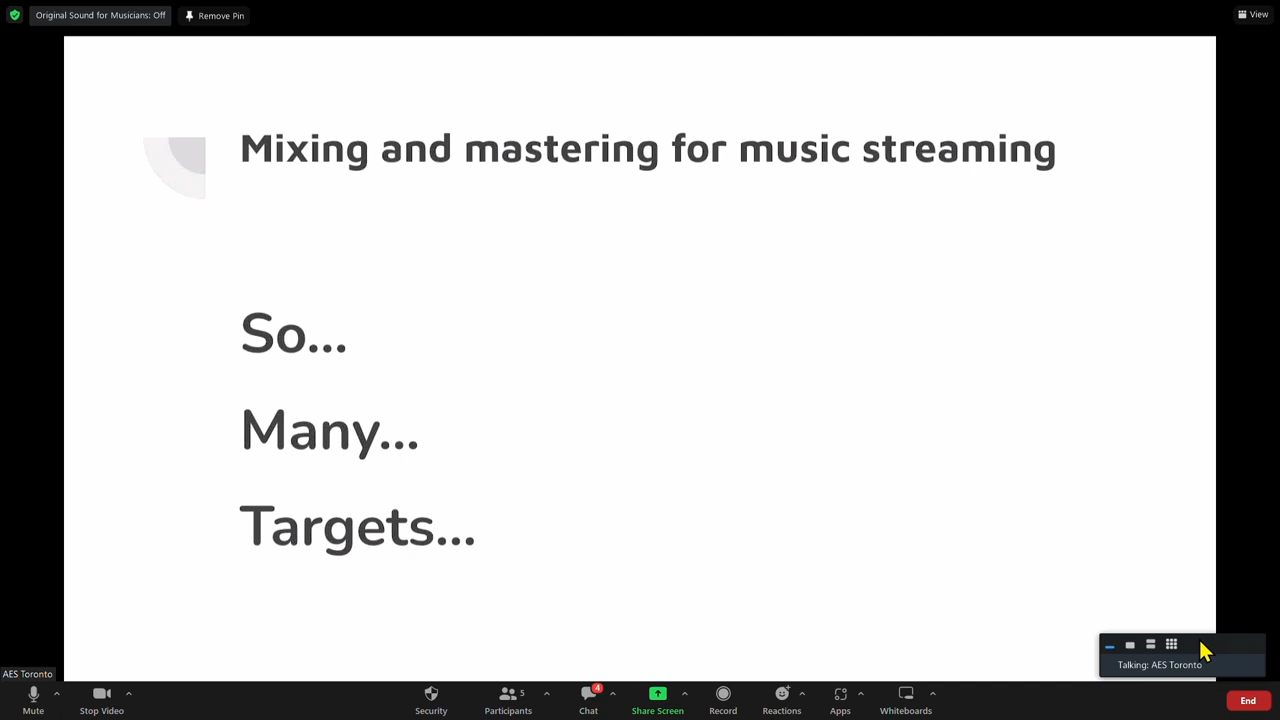 Original Sound for Musicians: Off
Remove Pin
View
Mixing and mastering for music streaming
So...
Many...
Targets...
Talking: AES Toronto
AES Toronto
Mute
Stop Video
Security
Participants
5
Chat
4
Share Screen
Record
Reactions
Apps
Whiteboards
End